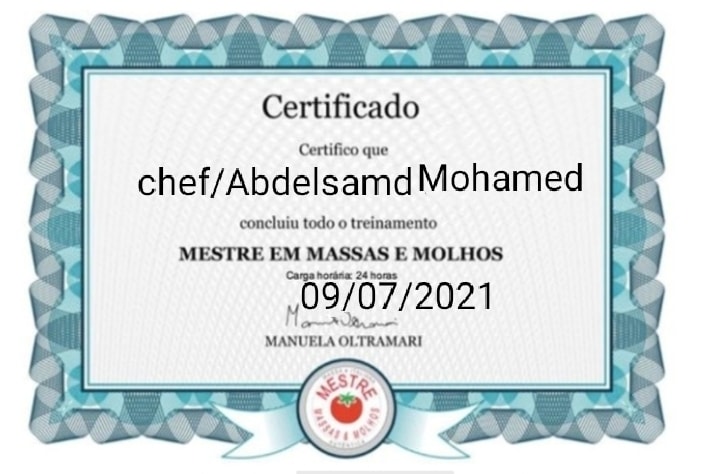 Certificado
Certifico que
chef/Abdelsamd Mohamed
concluiu todo o treinamento
MESTRE EM MASSAS E MOLHOS
Carga horária: 24 horas
09/07/2021
MANUELA OLTRAMARI
MESTRE
MASSAS & MOLHOS